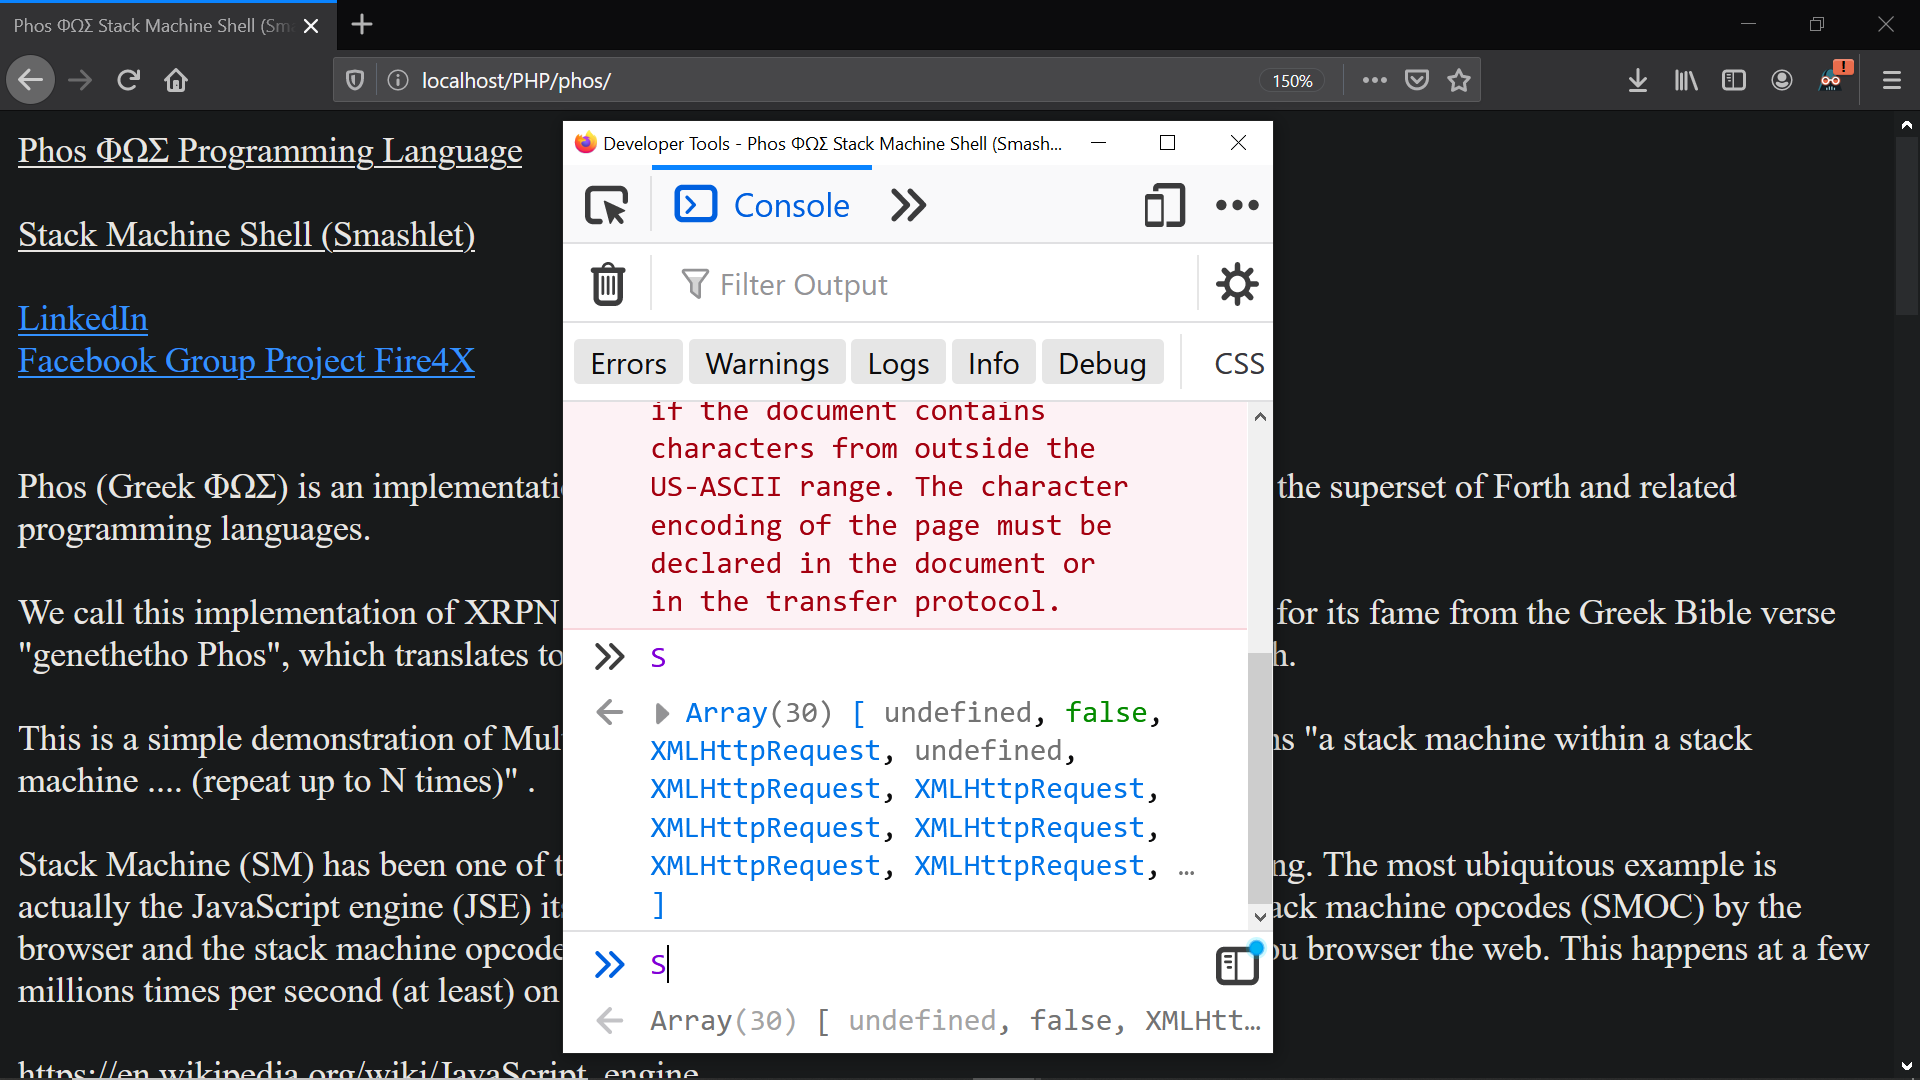 Phos ΦΩΣ Stack Machine Shell (Sm
localhost/PHP/phos/
150%
Phos ΦΩΣ Programming Language
Stack Machine Shell (Smashlet)
LinkedIn
Facebook Group Project Fire4X
Phos (Greek ΦΩΣ) is an implementati
the superset of Forth and related
programming languages.
We call this implementation of XRPN
for its fame from the Greek Bible verse
"genethetho Phos", which translates to
h.
This is a simple demonstration of Mul
ns "a stack machine within a stack
machine .... (repeat up to N times)" .
Stack Machine (SM) has been one of t
ng. The most ubiquitous example is
actually the JavaScript engine (JSE) it
ack machine opcodes (SMOC) by the
browser and the stack machine opcode
ou browser the web. This happens at a few
millions times per second (at least) on
https://en.wikipedia.org/wiki/JavaScript_engine
Developer Tools - Phos ΦΩΣ Stack Machine Shell (Smash...
Console
Filter Output
Errors Warnings Logs Info Debug CSS
if the document contains
characters from outside the
US-ASCII range. The character
encoding of the page must be
declared in the document or
in the transfer protocol.
S
Array(30) [ undefined, false,
XMLHttpRequest, undefined,
XMLHttpRequest, XMLHttpRequest,
XMLHttpRequest, XMLHttpRequest,
XMLHttpRequest, XMLHttpRequest, …
]
S
Array(30) [ undefined, false, XMLHtt…